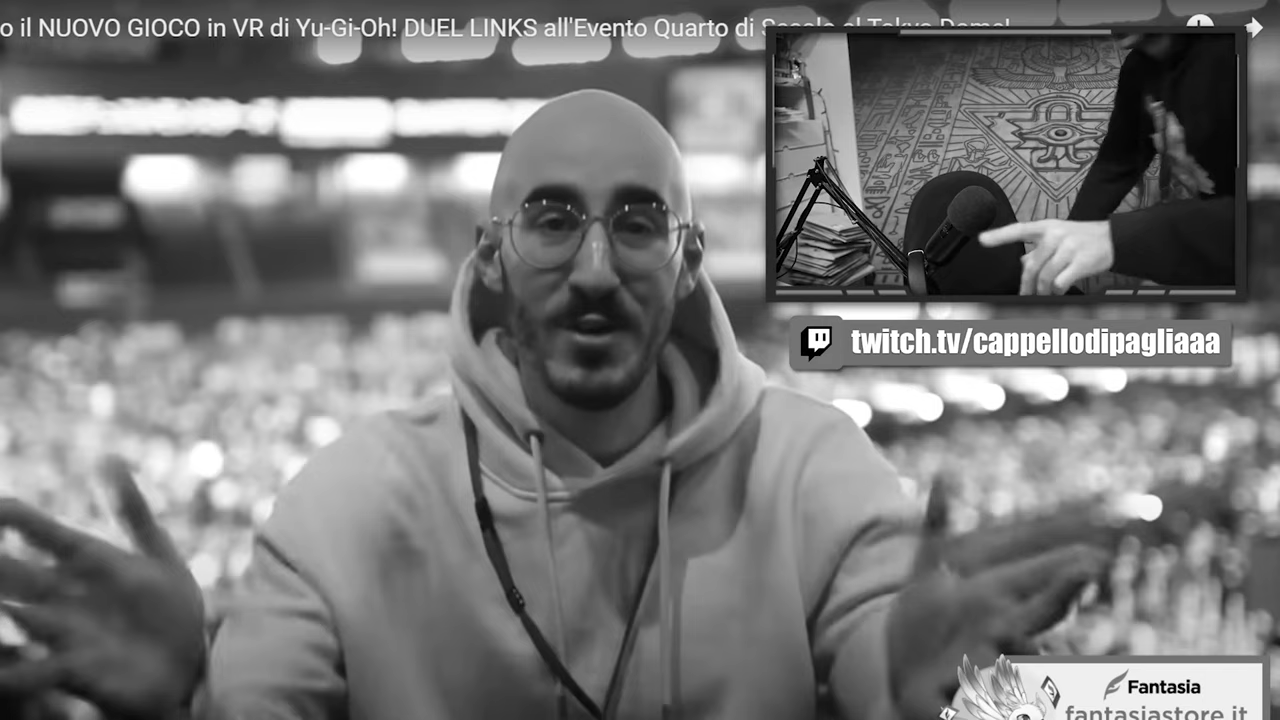 o il NUOVO GIOCO in VR di Yu-Gi-Oh! DUEL LINKS all'Evento Quarto di
twitch.tv/cappellodipagliaaa
Fantasia
fantasiastore.it